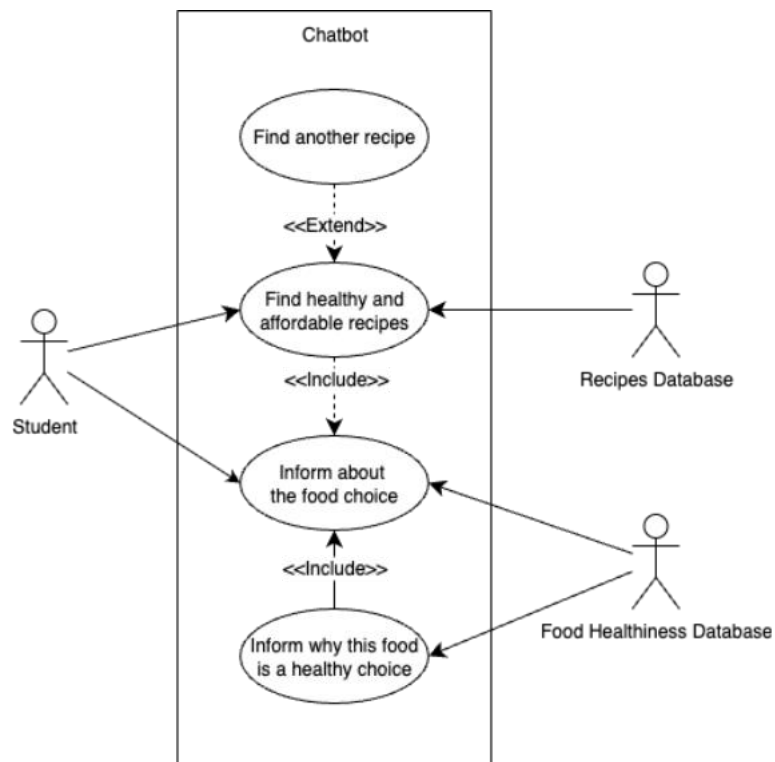 Chatbot
Find another recipe
<<Extend>>
Find healthy and
affordable recipes
<<Include>>
Student
Recipes Database
Inform about
the food choice
<<Include>>
Inform why this food
is a healthy choice
Food Healthiness Database